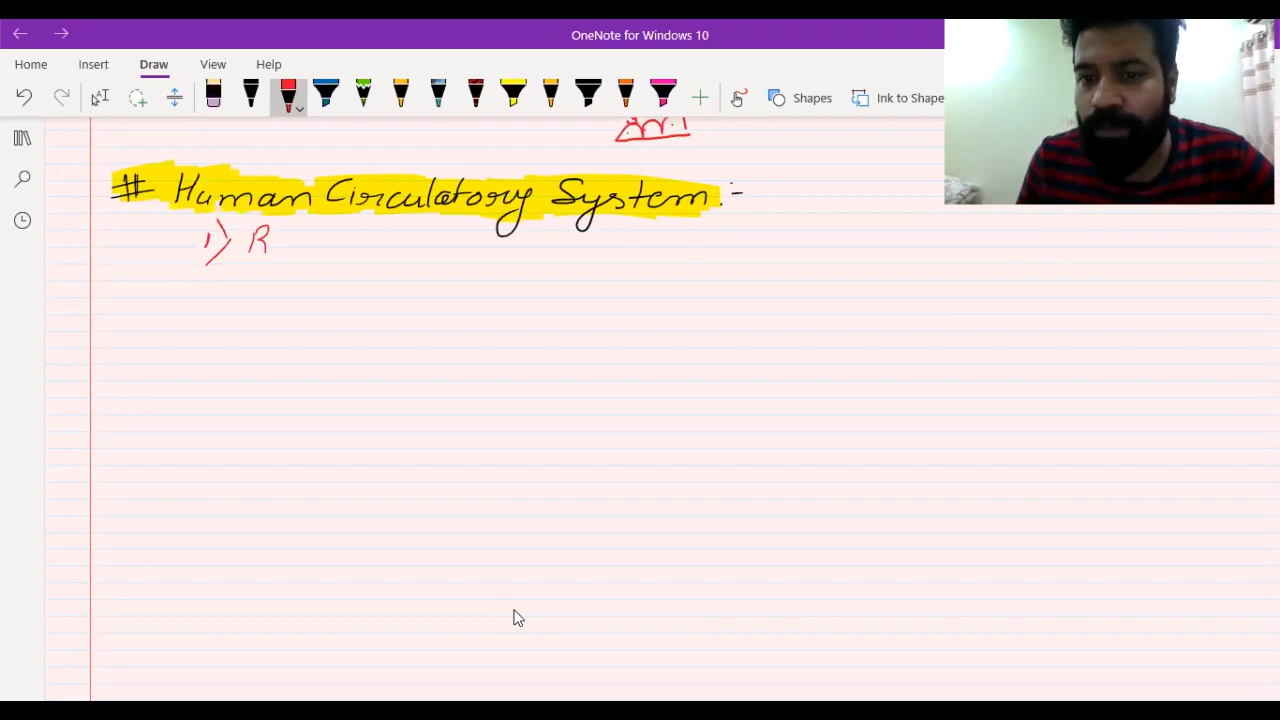 OneNote for Windows 10
Home Insert Draw View Help
Shapes Ink to Shape
# Human Circulatory System :-
1) R